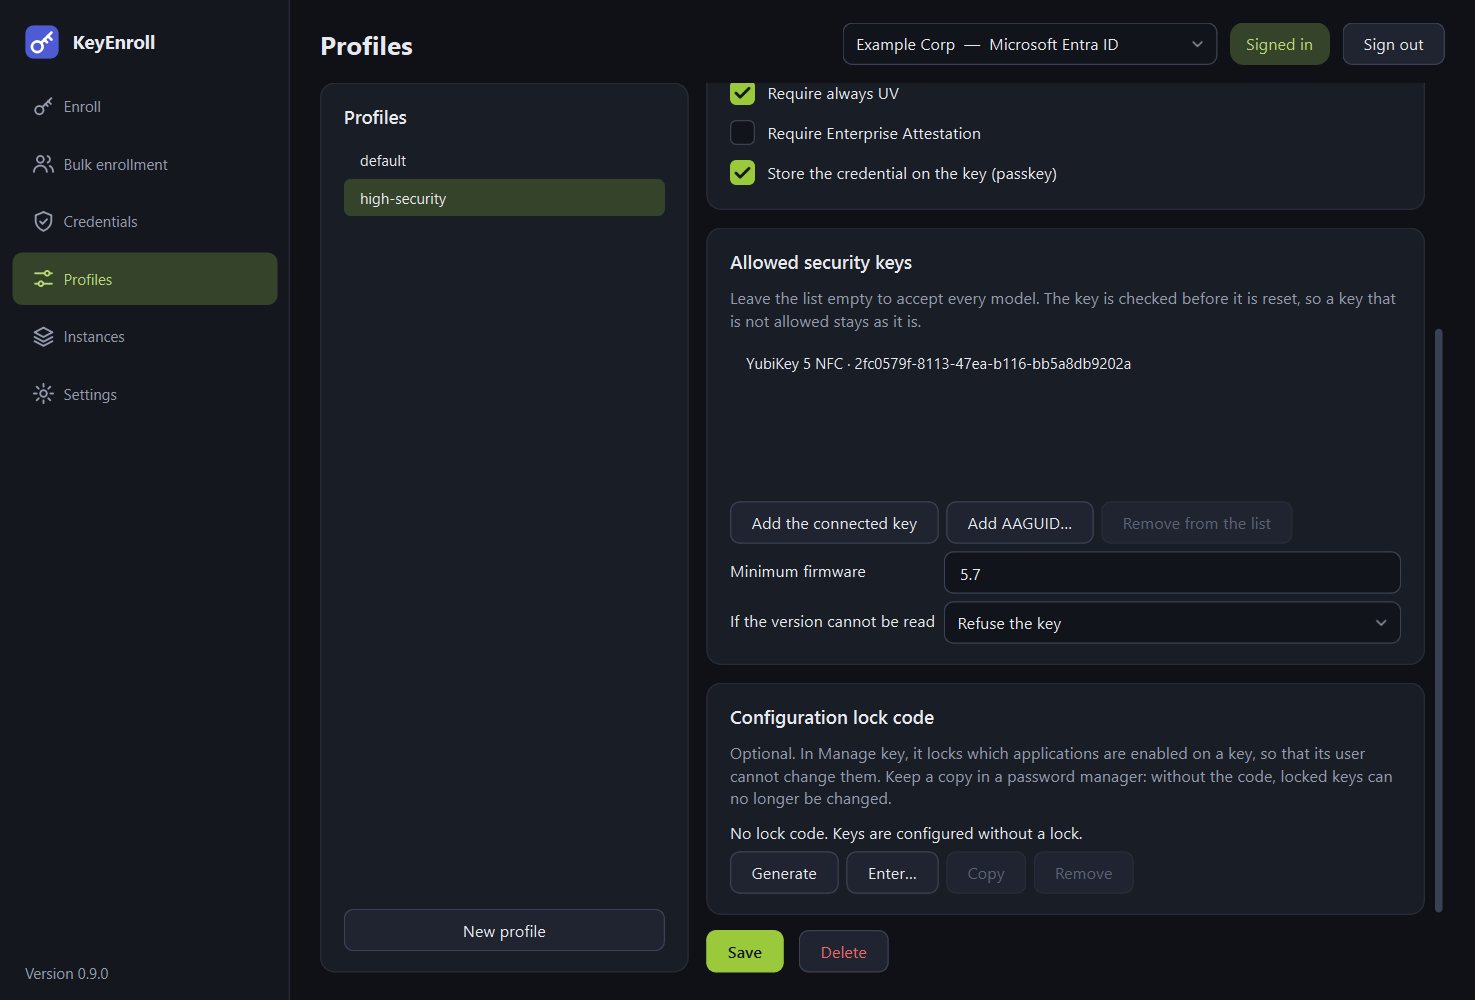 KeyEnroll
Enroll
Bulk enrollment
Credentials
Profiles
Instances
Settings
Version 0.9.0
Profiles
Example Corp — Microsoft Entra ID
Signed in
Sign out
Profiles
default
high-security
New profile
Require always UV
Require Enterprise Attestation
Store the credential on the key (passkey)
Allowed security keys
Leave the list empty to accept every model. The key is checked before it is reset, so a key that
is not allowed stays as it is.
YubiKey 5 NFC · 2fc0579f-8113-47ea-b116-bb5a8db9202a
Add the connected key
Add AAGUID...
Remove from the list
Minimum firmware
5.7
If the version cannot be read
Refuse the key
Configuration lock code
Optional. In Manage key, it locks which applications are enabled on a key, so that its user
cannot change them. Keep a copy in a password manager: without the code, locked keys can
no longer be changed.
No lock code. Keys are configured without a lock.
Generate
Enter...
Copy
Remove
Save
Delete